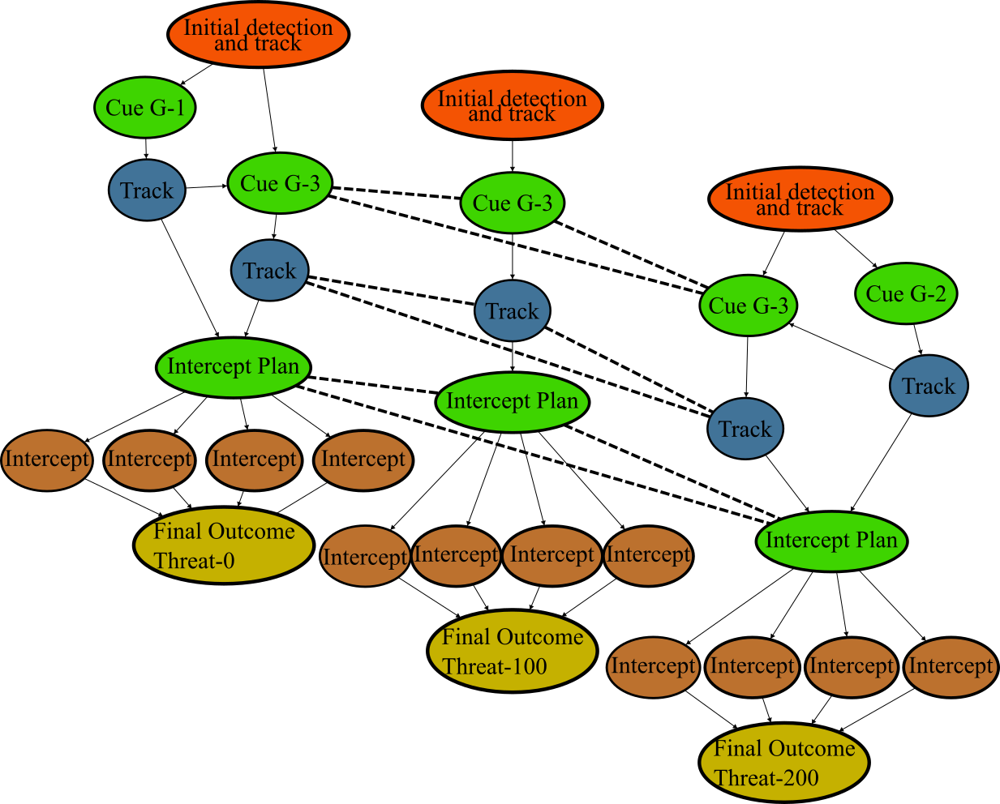 Initial detection
and track
Cue G-1
Initial detection
and track
Track
Cue G-3
Cue G-3
Initial detection
and track
Track
Track
Cue G-3
Cue G-2
Intercept Plan
Intercept Plan
Track
Track
Intercept
Intercept
Intercept
Intercept
Final Outcome
Threat-0
Intercept
Intercept
Intercept
Intercept
Intercept Plan
Final Outcome
Threat-100
Intercept
Intercept
Intercept
Intercept
Final Outcome
Threat-200